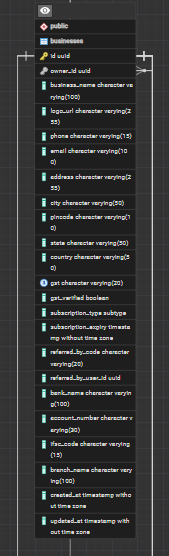 public
businesses
id uuid
owner_id uuid
business_name character va
rying(100)
logo_url character varying(2
55)
phone character varying(15)
email character varying(10
0)
address character varying(2
55)
city character varying(50)
pincode character varying(1
0)
state character varying(50)
country character varying(5
0)
gst character varying(20)
gst_verified boolean
subscription_type subtype
subscription_expiry timesta
mp without time zone
referred_by_code character
varying(20)
referred_by_user_id uuid
bank_name character varyin
g(100)
account_number character v
arying(30)
ifsc_code character varying
(15)
branch_name character vary
ing(100)
created_at timestamp witho
ut time zone
updated_at timestamp with
out time zone